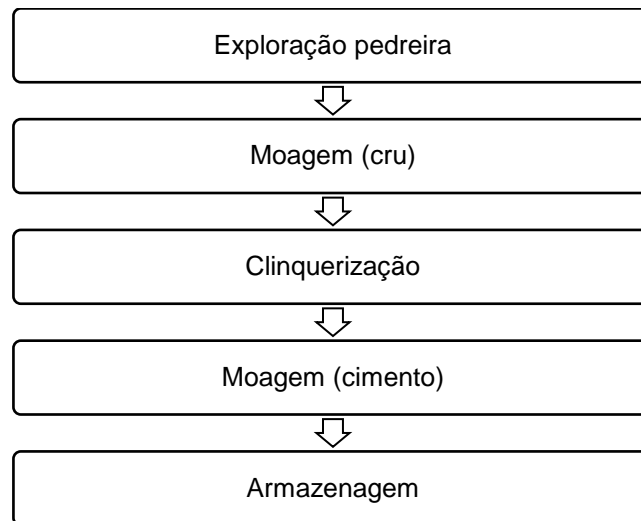 Exploração pedreira
Moagem (cru)
Clinquerização
Moagem (cimento)
Armazenagem